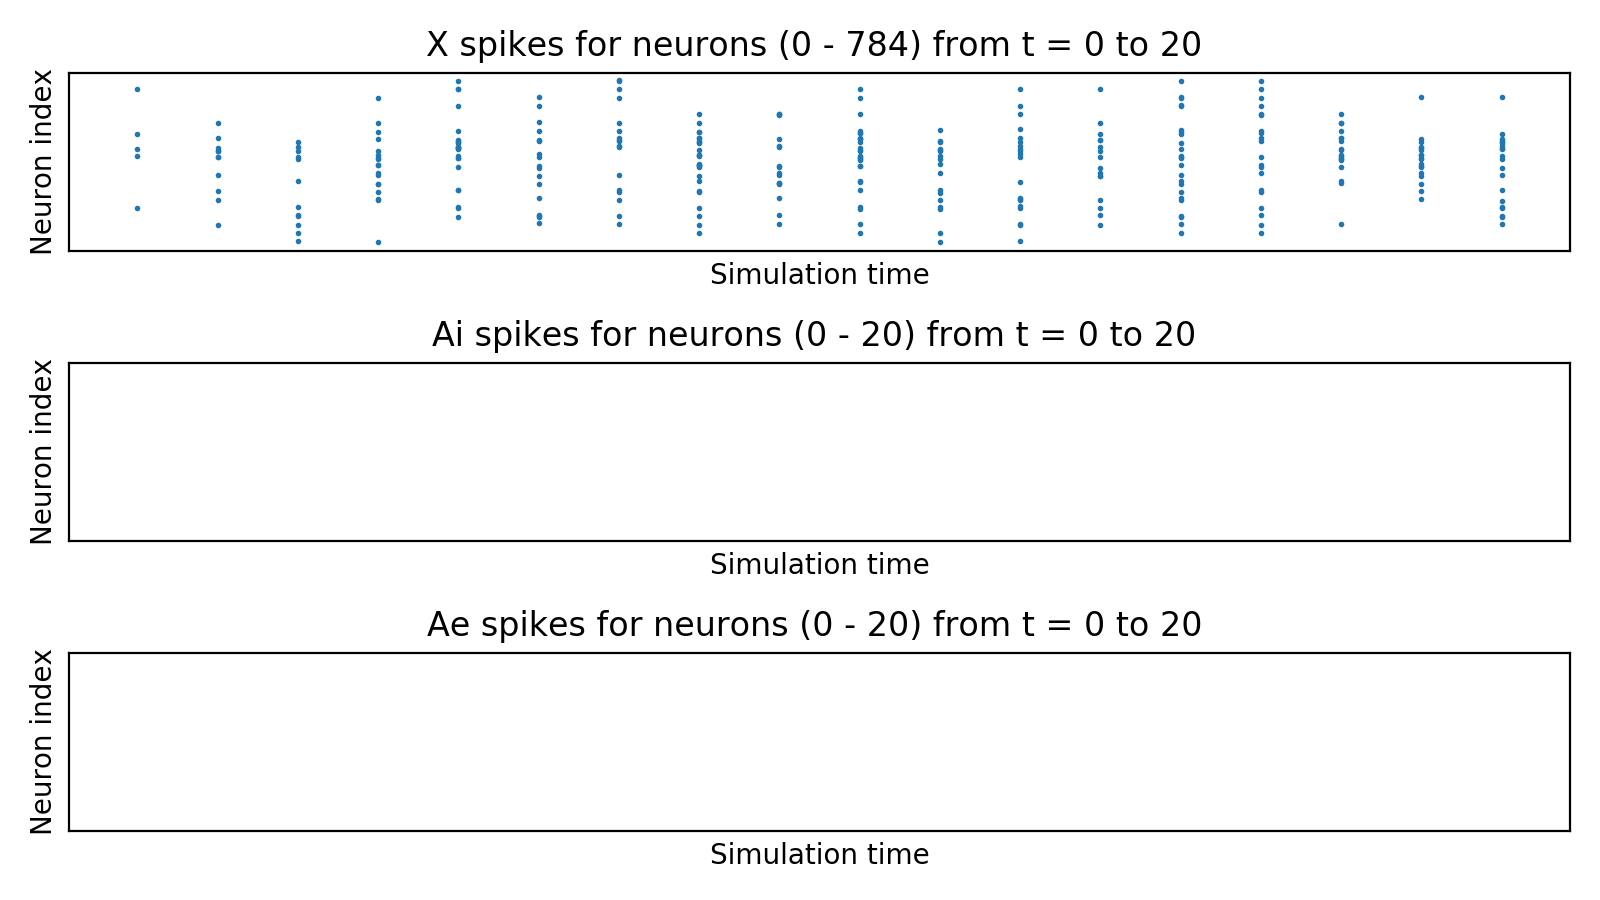 X spikes for neurons (0 - 784) from t = 0 to 20
Neuron index
Simulation time
Ai spikes for neurons (0 - 20) from t = 0 to 20
Neuron index
Simulation time
Ae spikes for neurons (0 - 20) from t = 0 to 20
Neuron index
Simulation time